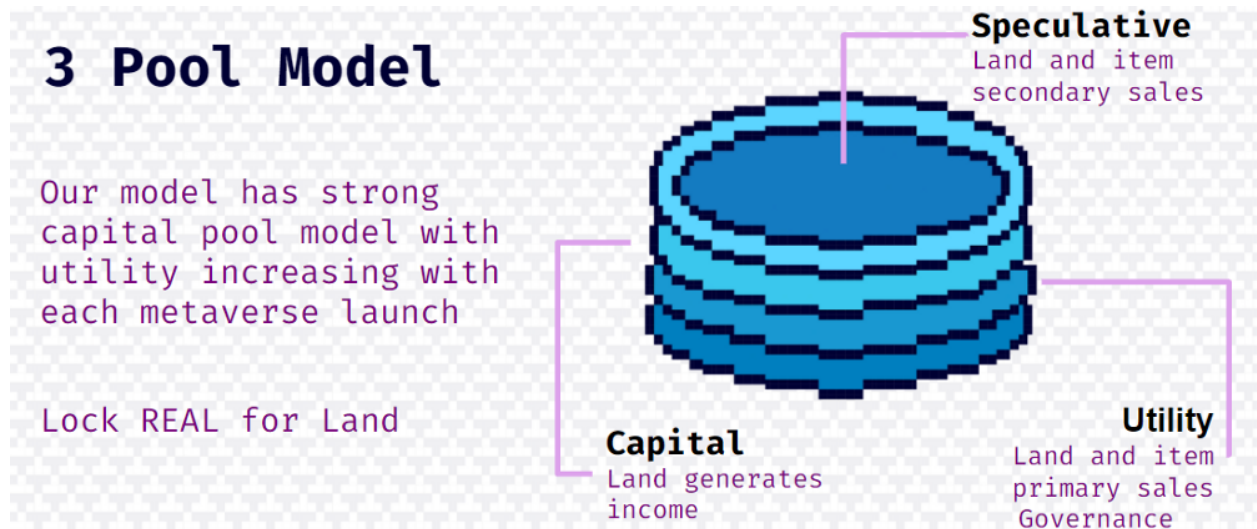 3 Pool Model
Our model has strong
capital pool model with
utility increasing with
each metaverse launch
Lock REAL for Land
Speculative
Land and item
secondary sales
Capital
Land generates
income
Utility
Land and item
primary sales
Governance